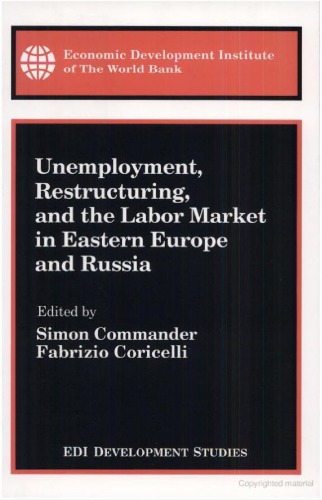 Economic Development Institute
of The World Bank
Unemployment,
Restructuring,
and the Labor Market
in Eastern Europe
and Russia
Edited by
Simon Commander
Fabrizio Coricelli
EDI DEVELOPMENT STUDIES
Copyrighted material